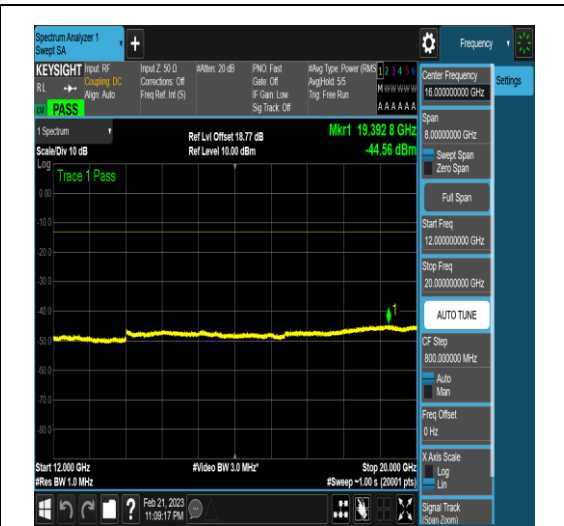 Spectrum Analyzer 1
Swept SA
+
Frequency
KEYSIGHT Input: RF
RL Coupling: DC
Align: Auto
PASS
Input Z: 50 Ω
Corrections: Off
Freq Ref: Int (S)
#Atten: 20 dB
PNO: Fast
Gate: Off
IF Gain: Low
Sig Track: Off
#Avg Type: Power (RMS
Avg|Hold: 5/5
Trig: Free Run
1 2 3 4 5 6
M W W W W W
A A A A A A
Center Frequency
16.000000000 GHz
Settings
1 Spectrum
Scale/Div 10 dB
Ref Lvl Offset 18.77 dB
Ref Level 10.00 dBm
Mkr1 19.392 8 GHz
-44.56 dBm
Log
Trace 1 Pass
0.00
-10.0
-20.0
-30.0
-40.0
-50.0
-60.0
-70.0
-80.0
1
Start 12.000 GHz
#Res BW 1.0 MHz
#Video BW 3.0 MHz*
Stop 20.000 GHz
#Sweep ~1.00 s (20001 pts)
Span
8.00000000 GHz
Swept Span
Zero Span
Full Span
Start Freq
12.000000000 GHz
Stop Freq
20.000000000 GHz
AUTO TUNE
CF Step
800.000000 MHz
Auto
Man
Freq Offset
0 Hz
X Axis Scale
Log
Lin
Signal Track
(Span Zoom)
?
Feb 21, 2023
11:09:17 PM